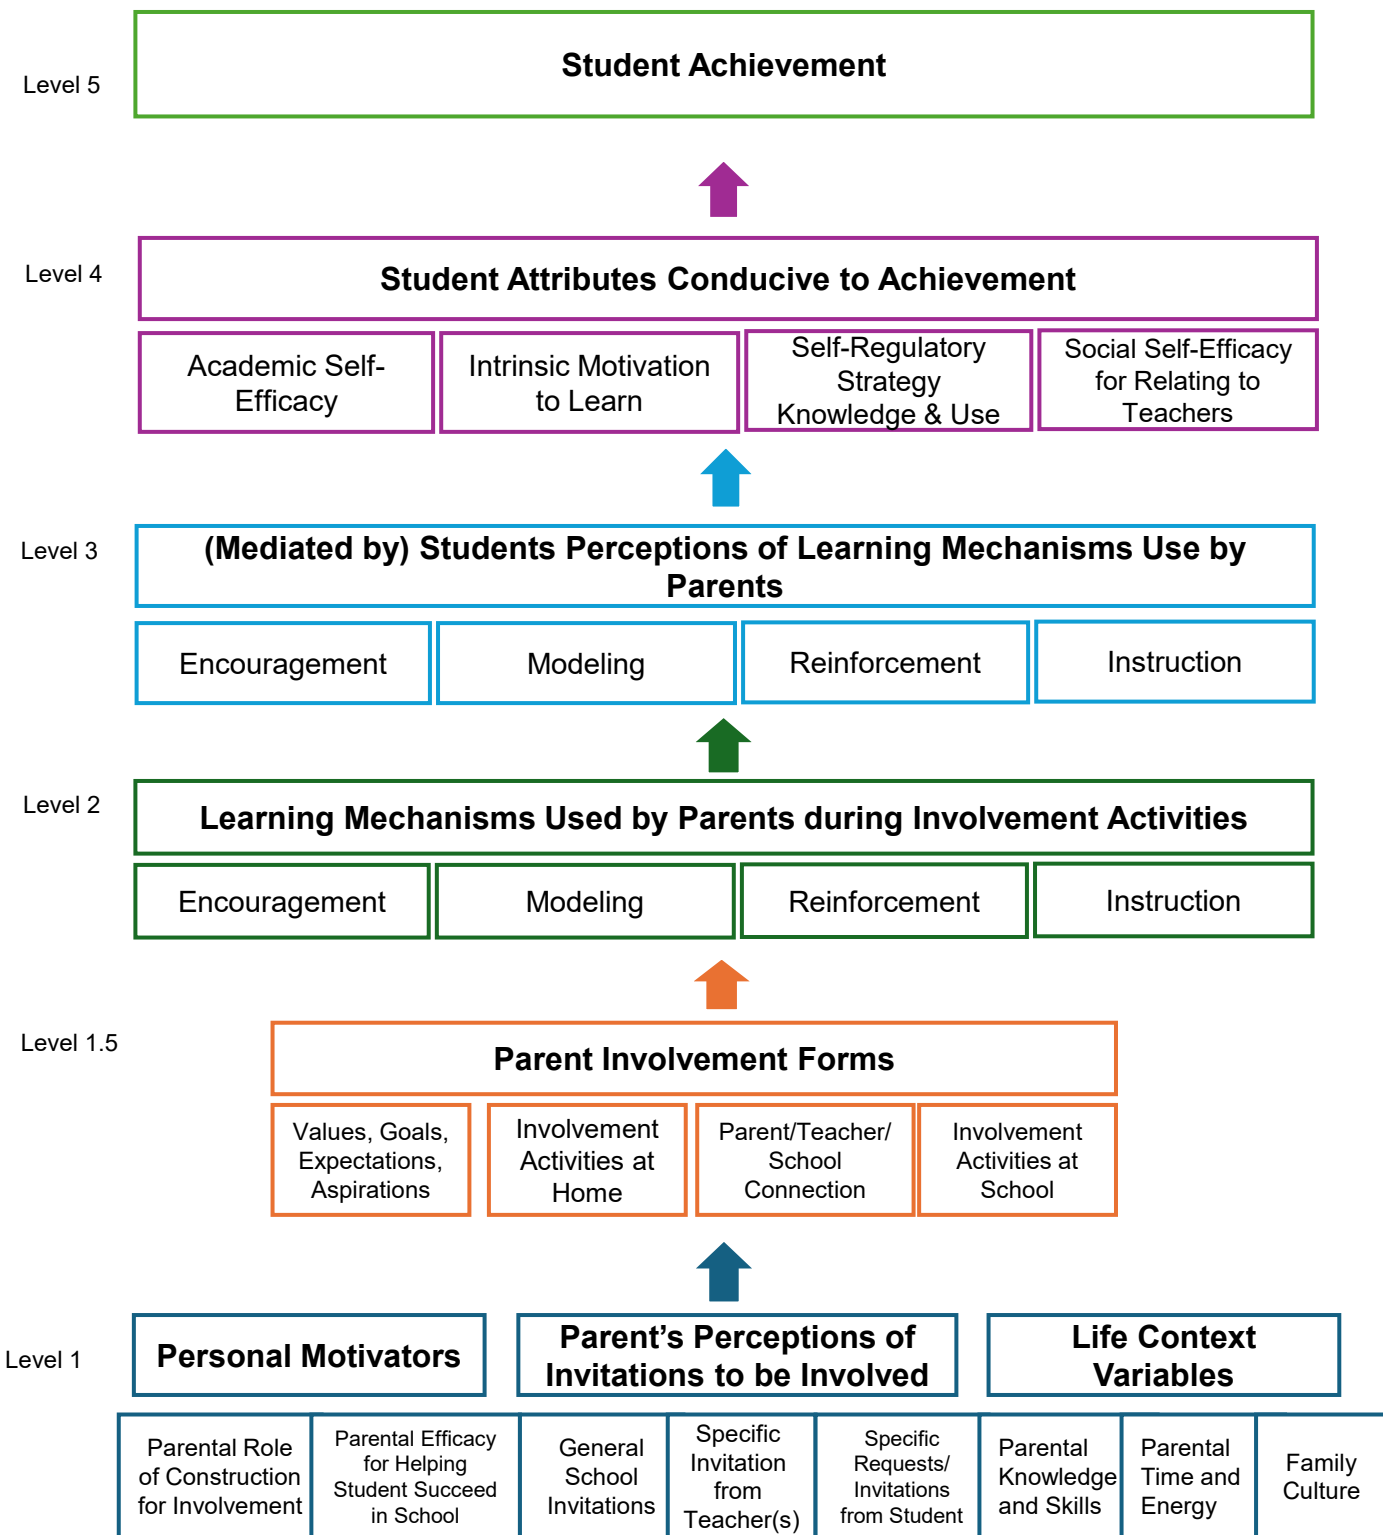 Level 5
Student Achievement
Level 4
Student Attributes Conducive to Achievement
Academic Self-
Efficacy
Intrinsic Motivation
to Learn
Self-Regulatory
Strategy
Knowledge & Use
Social Self-Efficacy
for Relating to
Teachers
Level 3
(Mediated by) Students Perceptions of Learning Mechanisms Use by
Parents
Encouragement
Modeling
Reinforcement
Instruction
Level 2
Learning Mechanisms Used by Parents during Involvement Activities
Encouragement
Modeling
Reinforcement
Instruction
Level 1.5
Parent Involvement Forms
Values, Goals,
Expectations,
Aspirations
Involvement
Activities at
Home
Parent/Teacher/
School
Connection
Involvement
Activities at
School
Level 1
Personal Motivators
Parent’s Perceptions of
Invitations to be Involved
Life Context
Variables
Parental Role
of Construction
for Involvement
Parental Efficacy
for Helping
Student Succeed
in School
General
School
Invitations
Specific
Invitation
from
Teacher(s)
Specific
Requests/
Invitations
from Student
Parental
Knowledge
and Skills
Parental
Time and
Energy
Family
Culture